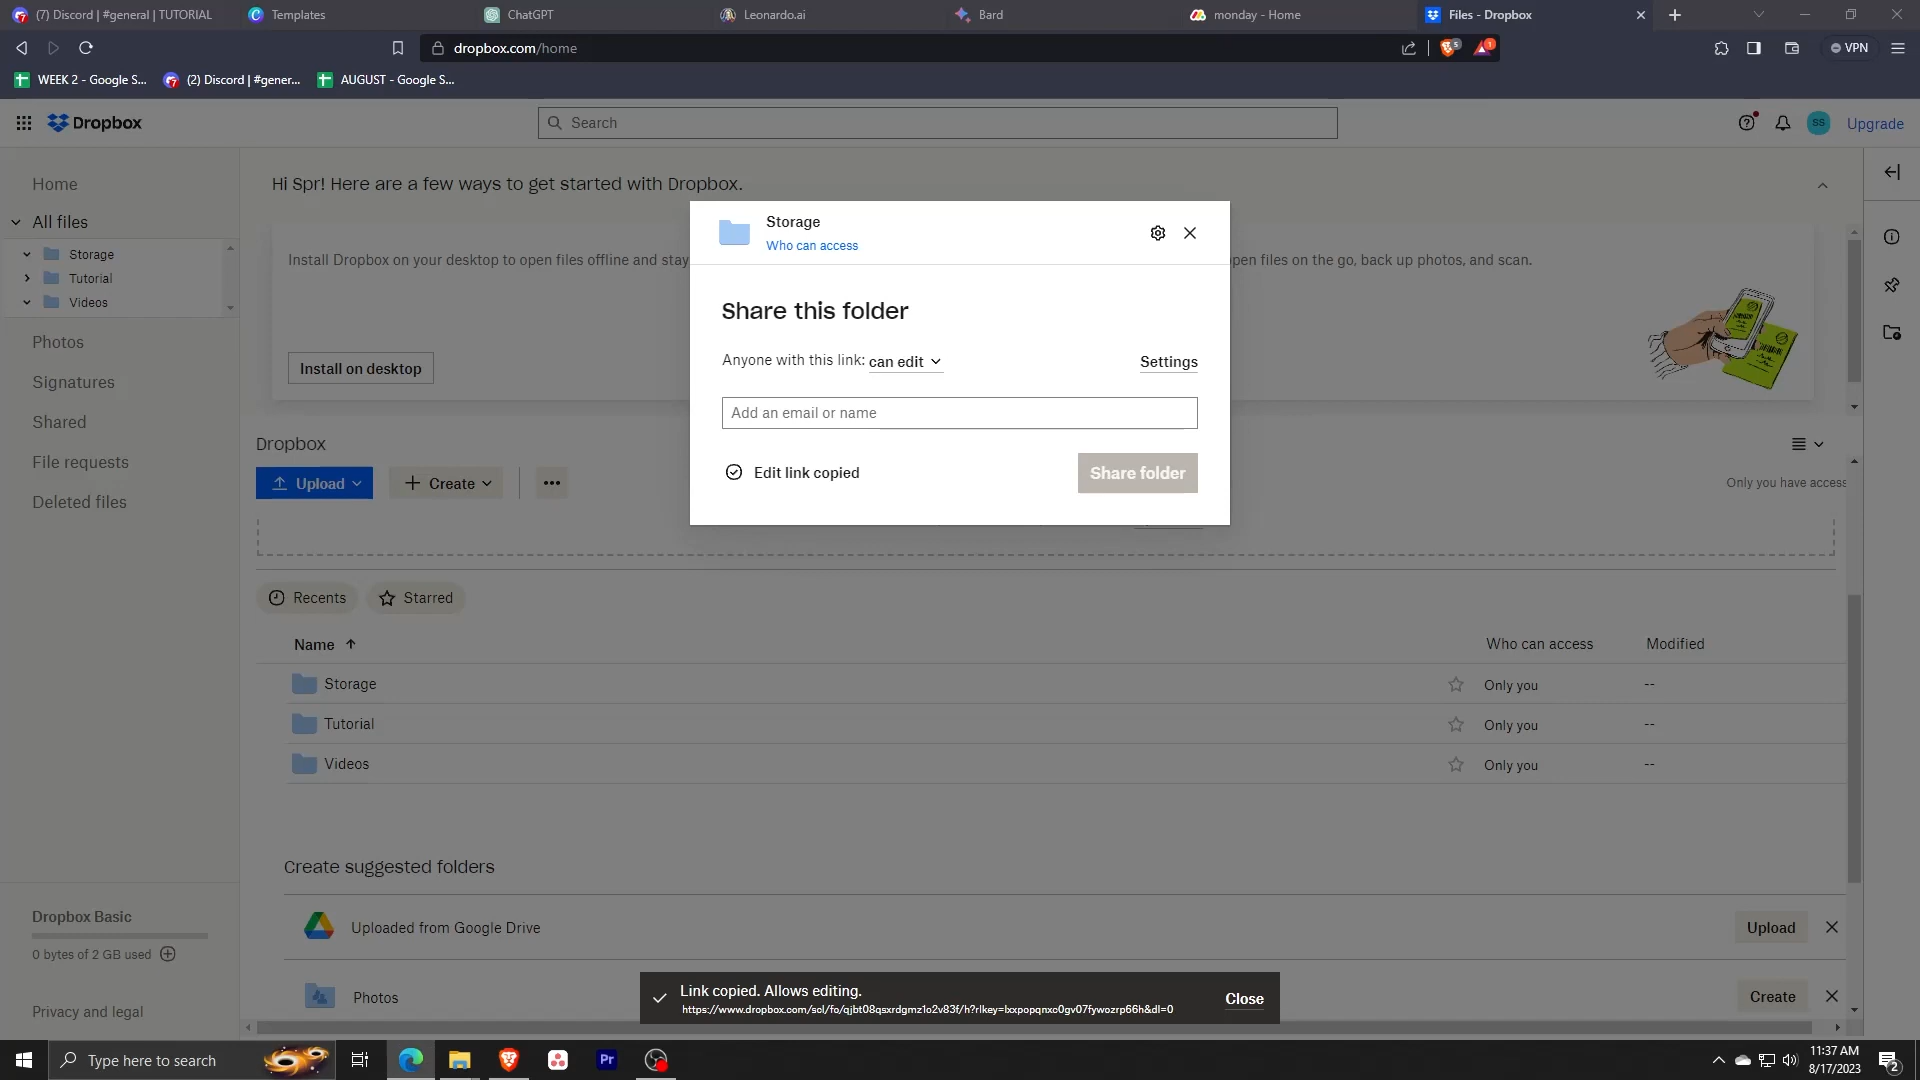 (7) Discord | #general | TUTORIAL
Templates
ChatGPT
Leonardo.ai
Bard
monday - Home
Files - Dropbox
dropbox.com/home
5
1
VPN
WEEK 2 - Google S...
(2) Discord | #gener...
AUGUST - Google S...
Dropbox
Search
SS
Upgrade
Home
All files
Storage
Tutorial
Videos
Photos
Signatures
Shared
File requests
Deleted files
Dropbox Basic
0 bytes of 2 GB used
Privacy and legal
Hi Spr! Here are a few ways to get started with Dropbox.
Install Dropbox on your desktop to open files offline and stay
pen files on the go, back up photos, and scan.
Install on desktop
Storage
Who can access
Share this folder
Anyone with this link: can edit
Settings
Add an email or name
Edit link copied
Share folder
Dropbox
Upload
Create
Only you have access
Recents
Starred
Name
Who can access
Modified
Storage
Only you
--
Tutorial
Only you
--
Videos
Only you
--
Create suggested folders
Uploaded from Google Drive
Upload
Photos
Create
Link copied. Allows editing.
https://www.dropbox.com/scl/fo/qjbt08qsxrdgmz1o2v83f/h?rlkey=lxxpopqnxc0gv07fywozrp66h&dl=0
Close
Type here to search
Pr
11:37 AM
8/17/2023
2